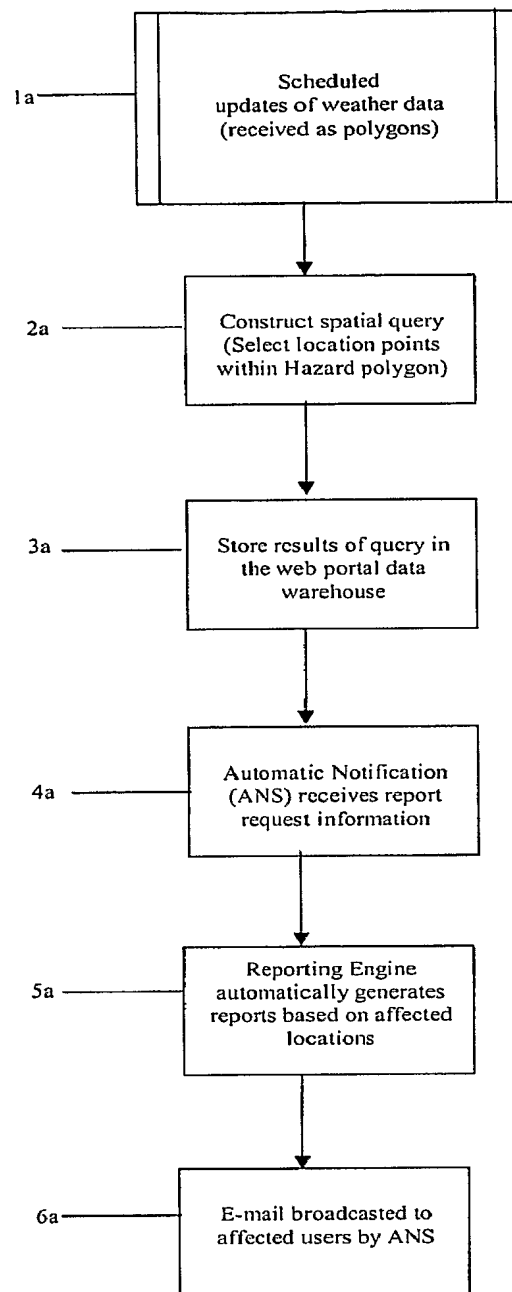 1a
Scheduled
updates of weather data
(received as polygons)
2a
Construct spatial query
(Select location points
within Hazard polygon)
3a
Store results of query in
the web portal data
warehouse
4a
Automatic Notification
(ANS) receives report
request information
5a
Reporting Engine
automatically generates
reports based on affected
locations
6a
E-mail broadcasted to
affected users by ANS